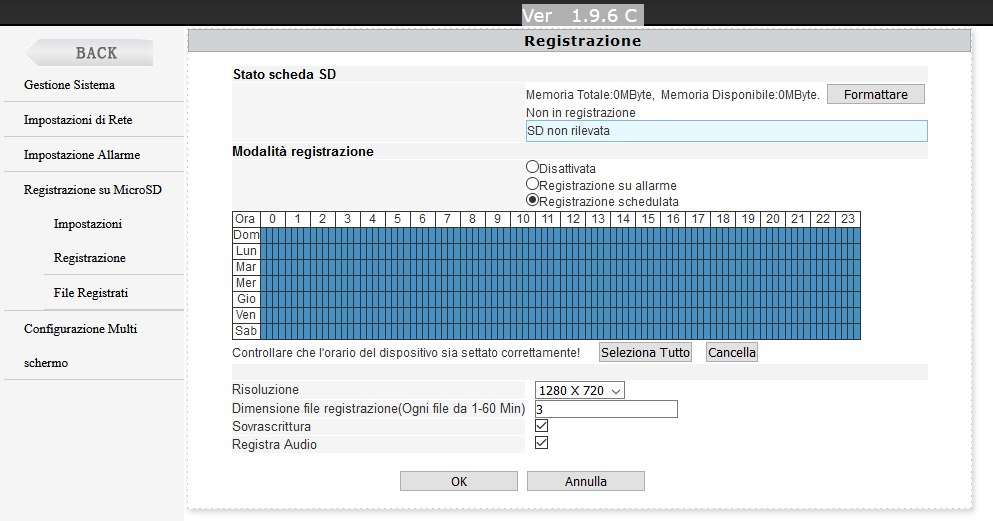 Ver 1.9.6 C
BACK
Gestione Sistema
Impostazioni di Rete
Impostazione Allarme
Registrazione su MicroSD
Impostazioni
Registrazione
File Registrati
Configurazione Multi
schermo
Registrazione
Stato scheda SD
Memoria Totale:0MByte, Memoria Disponibile:0MByte. Formattare
Non in registrazione
SD non rilevata
Modalità registrazione
Disattivata
Registrazione su allarme
Registrazione schedulata
Ora 0 1 2 3 4 5 6 7 8 9 10 11 12 13 14 15 16 17 18 19 20 21 22 23
Dom
Lun
Mar
Mer
Gio
Ven
Sab
Controllare che l'orario del dispositivo sia settato correttamente! Seleziona Tutto Cancella
Risoluzione 1280 X 720
Dimensione file registrazione(Ogni file da 1-60 Min) 3
Sovrascrittura
Registra Audio
OK Annulla